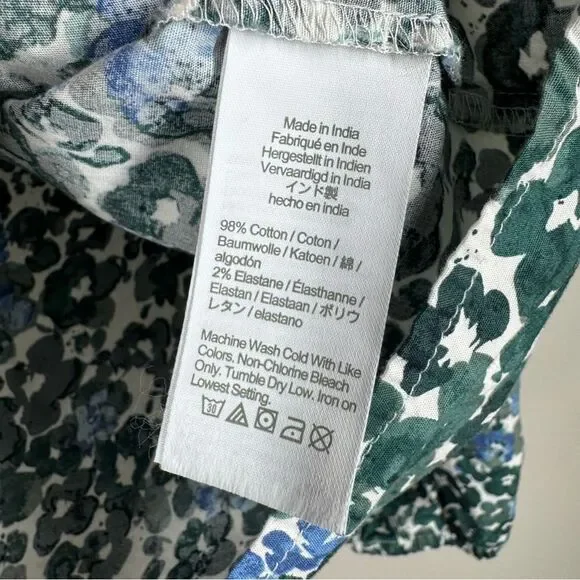 Made in India
Fabriqué en Inde
Hergestellt in Indien
Vervaardigd in India
インド製
hecho en india
98% Cotton / Coton /
Baumwolle / Katoen / 綿 /
algodón
2% Elastane / Élasthanne /
Elastan / Elastaan / ポリウ
レタン / elastano
Machine Wash Cold With Like
Colors. Non-Chlorine Bleach
Only. Tumble Dry Low. Iron on
Lowest Setting.
30